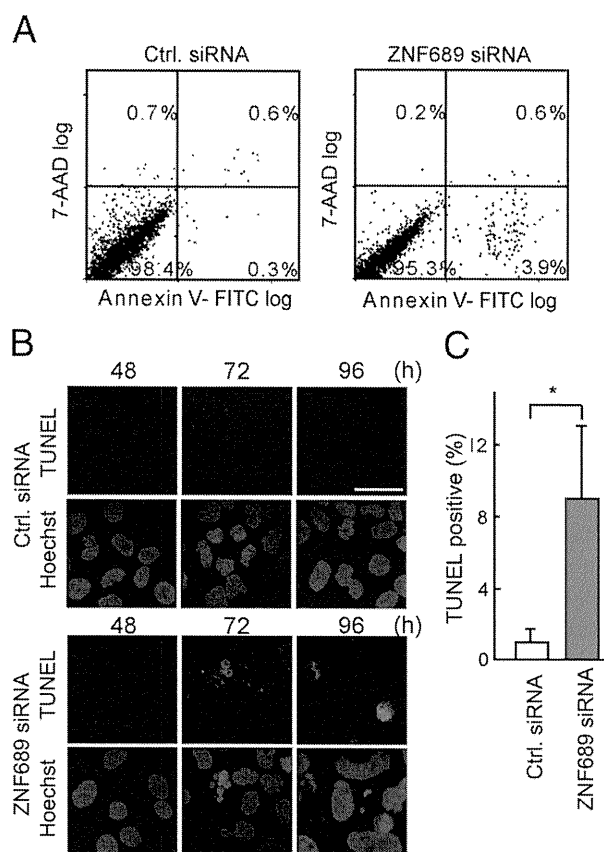 A
Ctrl. siRNA
ZNF689 siRNA
7-AAD log
0.7%
0.6%
98.4%
0.3%
Annexin V- FITC log
7-AAD log
0.2%
0.6%
95.3%
3.9%
Annexin V- FITC log
B
48 72 96 (h)
Ctrl. siRNA
TUNEL
Hoechst
48 72 96 (h)
ZNF689 siRNA
TUNEL
Hoechst
C
*
TUNEL positive (%)
12
8
4
0
Ctrl. siRNA
ZNF689 siRNA